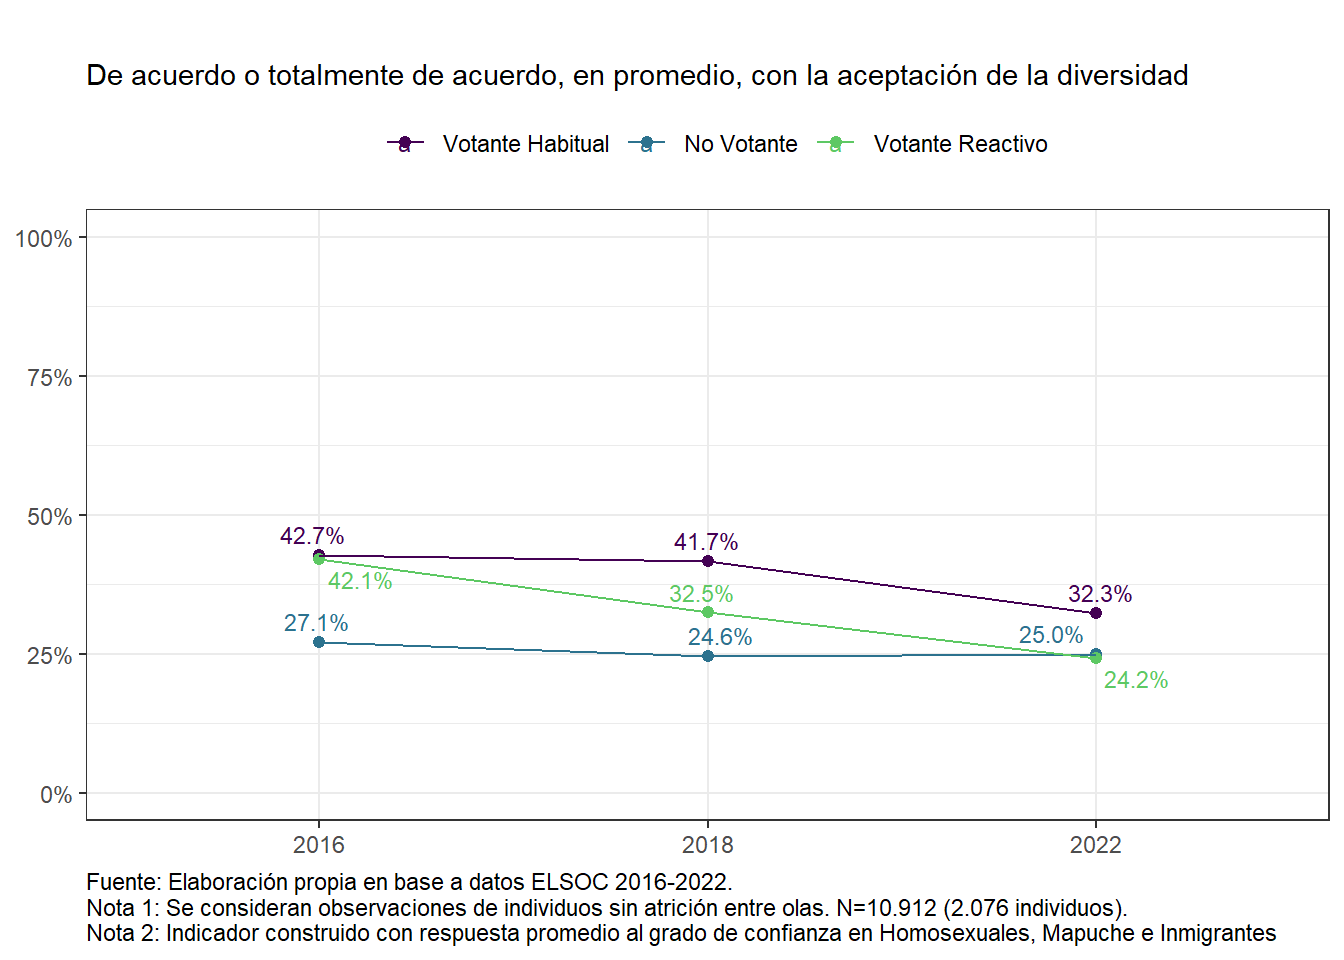 De acuerdo o totalmente de acuerdo, en promedio, con la aceptación de la diversidad
a Votante Habitual a No Votante a Votante Reactivo
100%
75%
50%
25%
0%
42.7%
41.7%
32.3%
42.1%
32.5%
24.2%
27.1%
24.6%
25.0%
2016 2018 2022
Fuente: Elaboración propia en base a datos ELSOC 2016-2022.
Nota 1: Se consideran observaciones de individuos sin atrición entre olas. N=10.912 (2.076 individuos).
Nota 2: Indicador construido con respuesta promedio al grado de confianza en Homosexuales, Mapuche e Inmigrantes